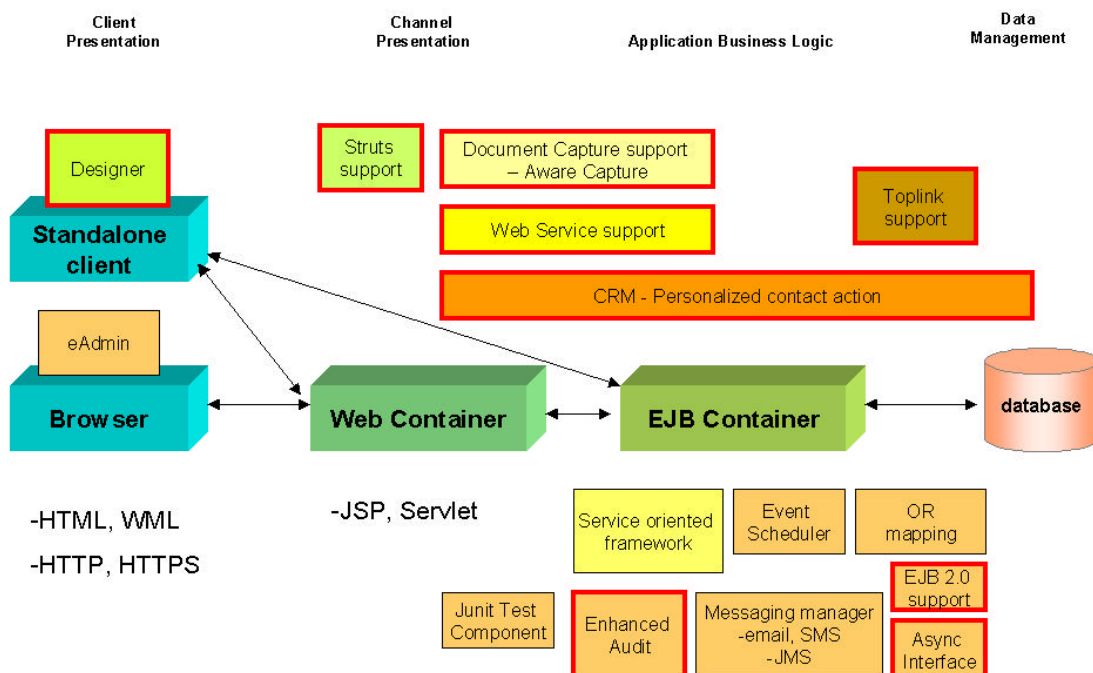 Client
Presentation
Channel
Presentation
Application Business Logic
Data
Management
Designer
Struts
support
Document Capture support
– Aware Capture
Toplink
support
Web Service support
Standalone
client
CRM - Personalized contact action
eAdmin
Browser
Web Container
EJB Container
database
-HTML, WML
-HTTP, HTTPS
-JSP, Servlet
Service oriented
framework
Event
Scheduler
OR
mapping
EJB 2.0
support
Junit Test
Component
Enhanced
Audit
Messaging manager
-email, SMS
-JMS
Async
Interface